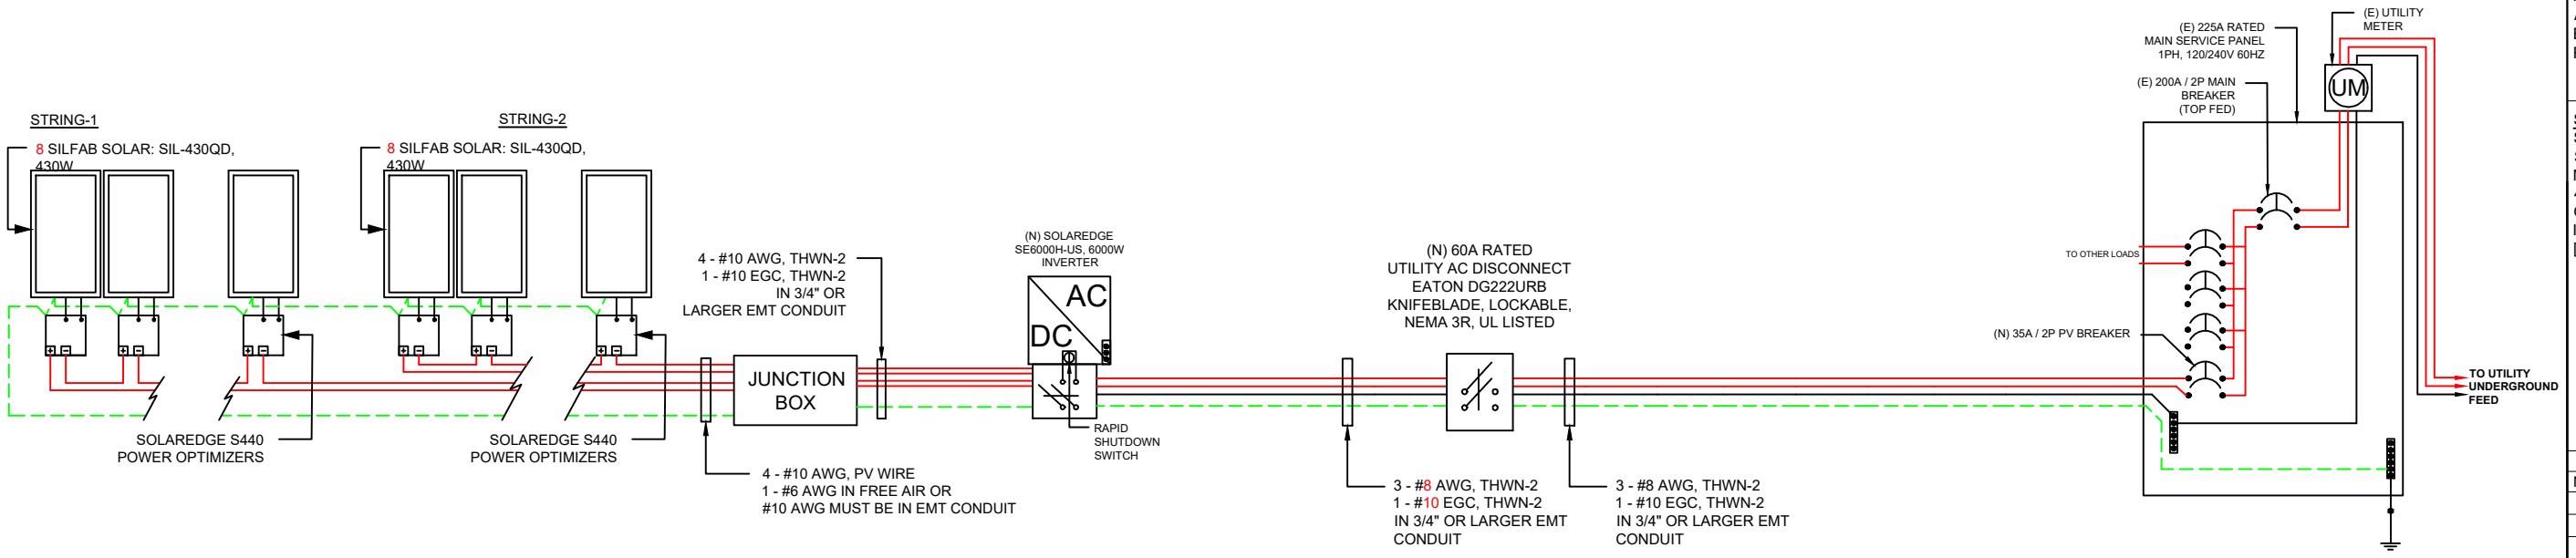 STRING-1
8 SILFAB SOLAR: SIL-430QD,
430W
STRING-2
8 SILFAB SOLAR: SIL-430QD,
430W
SOLAREDGE S440
POWER OPTIMIZERS
SOLAREDGE S440
POWER OPTIMIZERS
4 - #10 AWG, THWN-2
1 - #10 EGC, THWN-2
IN 3/4" OR
LARGER EMT CONDUIT
JUNCTION
BOX
4 - #10 AWG, PV WIRE
1 - #6 AWG IN FREE AIR OR
#10 AWG MUST BE IN EMT CONDUIT
(N) SOLAREDGE
SE6000H-US, 6000W
INVERTER
AC
DC
RAPID
SHUTDOWN
SWITCH
(N) 60A RATED
UTILITY AC DISCONNECT
EATON DG222URB
KNIFEBLADE, LOCKABLE,
NEMA 3R, UL LISTED
3 - #8 AWG, THWN-2
1 - #10 EGC, THWN-2
IN 3/4" OR LARGER EMT
CONDUIT
3 - #8 AWG, THWN-2
1 - #10 EGC, THWN-2
IN 3/4" OR LARGER EMT
CONDUIT
(E) UTILITY
METER
(E) 225A RATED
MAIN SERVICE PANEL
1PH, 120/240V 60HZ
(E) 200A / 2P MAIN
BREAKER
(TOP FED)
UM
TO OTHER LOADS
(N) 35A / 2P PV BREAKER
TO UTILITY
UNDERGROUND
FEED